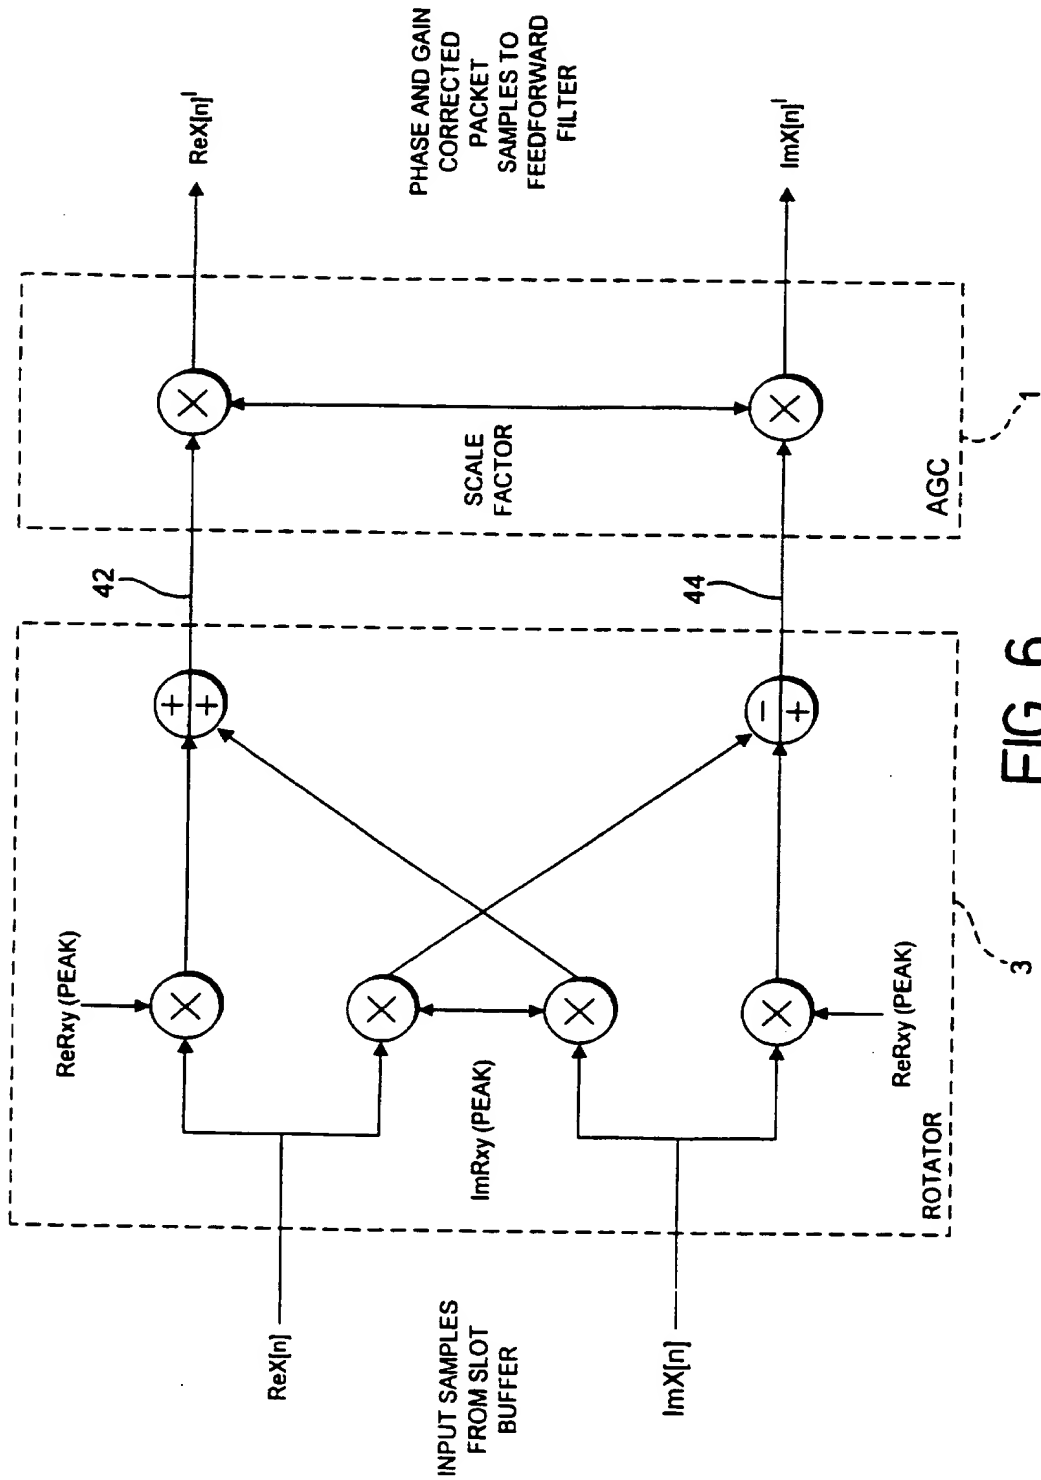 INPUT SAMPLES
FROM SLOT
BUFFER
ReX[n]
ImX[n]
ReRxy (PEAK)
ImRxy (PEAK)
ReRxy (PEAK)
ROTATOR
3
+
+
−
+
42
44
SCALE
FACTOR
AGC
1
ReX[n]'
ImX[n]'
PHASE AND GAIN
CORRECTED
PACKET
SAMPLES TO
FEEDFORWARD
FILTER
FIG. 6